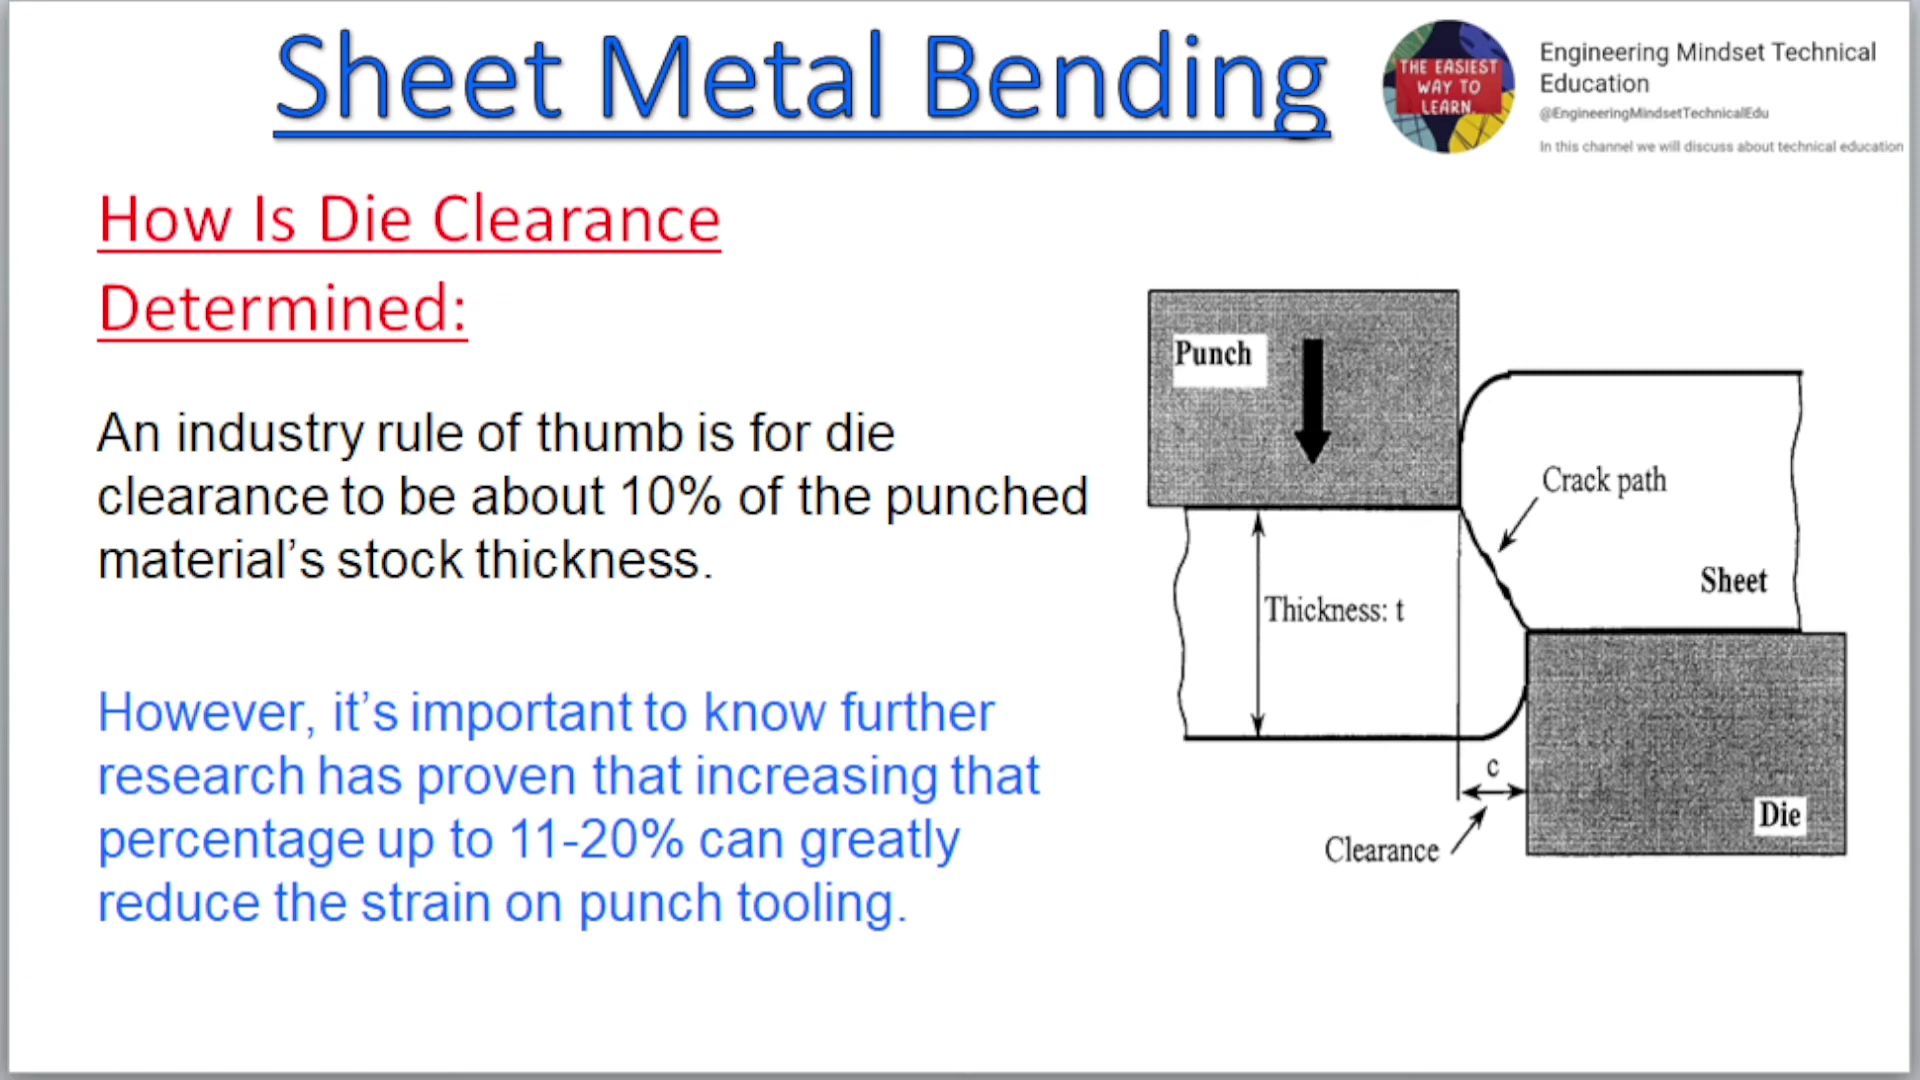 Sheet Metal Bending
THE EASIEST
WAY TO
LEARN.
Engineering Mindset Technical
Education
@EngineeringMindsetTechnicalEdu
In this channel we will discuss about technical education
How Is Die Clearance
Determined:
An industry rule of thumb is for die
clearance to be about 10% of the punched
material’s stock thickness.
However, it’s important to know further
research has proven that increasing that
percentage up to 11-20% can greatly
reduce the strain on punch tooling.
Punch
Crack path
Sheet
Thickness: t
c
Clearance
Die